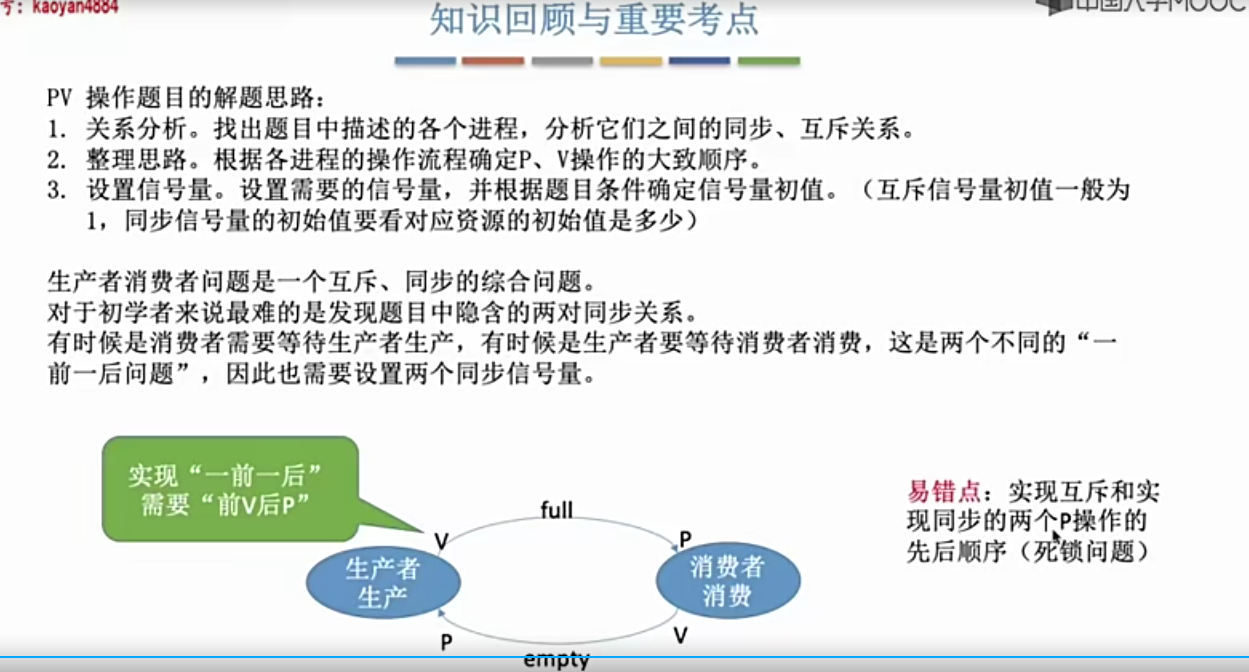 号：kaoyan4884
中国大学MOOC
知识回顾与重要考点
PV 操作题目的解题思路：
1. 关系分析。找出题目中描述的各个进程，分析它们之间的同步、互斥关系。
2. 整理思路。根据各进程的操作流程确定P、V操作的大致顺序。
3. 设置信号量。设置需要的信号量，并根据题目条件确定信号量初值。（互斥信号量初值一般为
1，同步信号量的初始值要看对应资源的初始值是多少）
生产者消费者问题是一个互斥、同步的综合问题。
对于初学者来说最难的是发现题目中隐含的两对同步关系。
有时候是消费者需要等待生产者生产，有时候是生产者要等待消费者消费，这是两个不同的“一
前一后问题”，因此也需要设置两个同步信号量。
实现“一前一后”
需要“前V后P”
full
V
P
生产者
生产
消费者
消费
P
V
empty
易错点：实现互斥和实
现同步的两个P操作的
先后顺序（死锁问题）